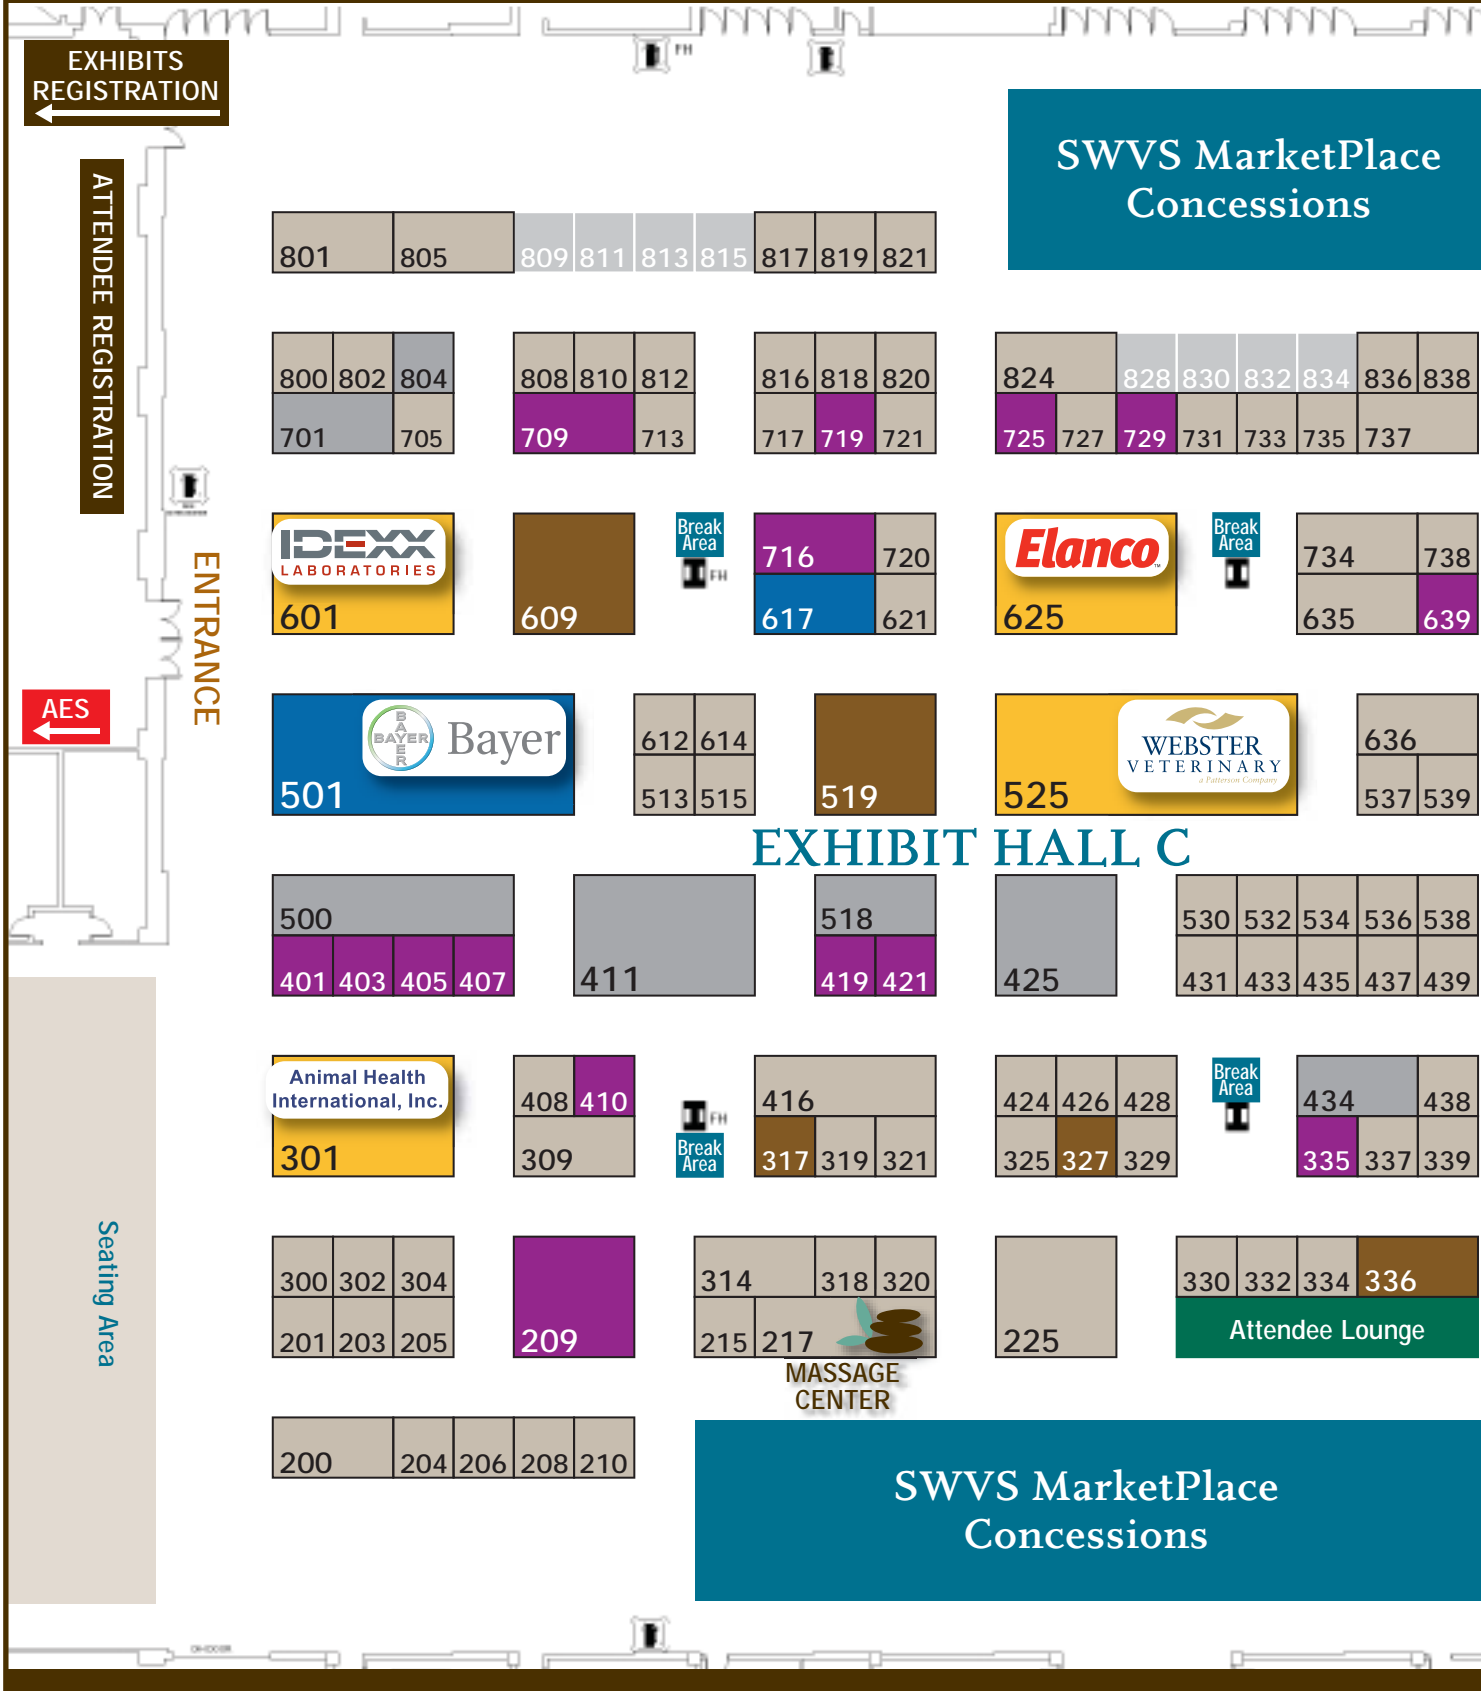 EXHIBITS
REGISTRATION
FH
SWVS MarketPlace
Concessions
ATTENDEE REGISTRATION
801 805 809 811 813 815 817 819 821
800 802 804 808 810 812 816 818 820 824 828 830 832 834 836 838
701 705 709 713 717 719 721 725 727 729 731 733 735 737
ENTRANCE
IDEXX
LABORATORIES
601
609
Break
Area
FH
716 720
617 621
Elanco
625
Break
Area
734 738
635 639
AES
BAYER
BAYER
Bayer
501
612 614
513 515
519
WEBSTER
VETERINARY
a Patterson Company
525
636
537 539
EXHIBIT HALL C
500 518 530 532 534 536 538
401 403 405 407 411 419 421 425 431 433 435 437 439
Animal Health
International, Inc.
301
408 410
309
FH
Break
Area
416
317 319 321
424 426 428
325 327 329
Break
Area
434 438
335 337 339
Seating Area
300 302 304 314 318 320 330 332 334 336
201 203 205 209 215 217 225
Attendee Lounge
MASSAGE
CENTER
200 204 206 208 210
SWVS MarketPlace
Concessions